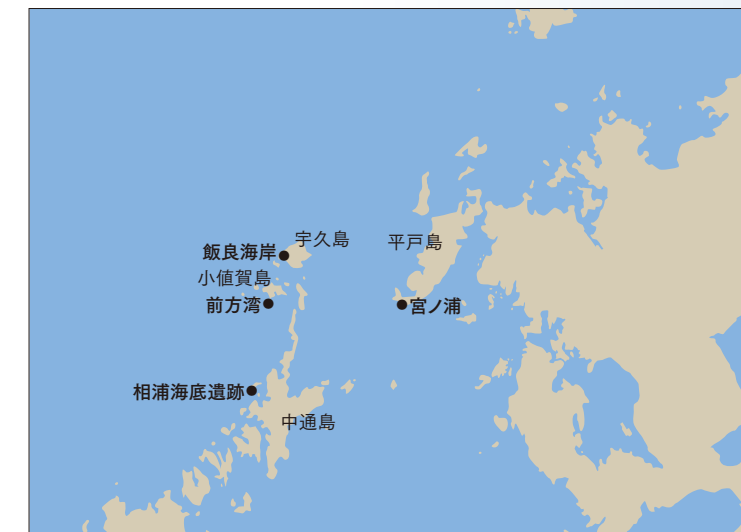 宇久島
飯良海岸
平戸島
小値賀島
前方湾
宮ノ浦
相浦海底遺跡
中通島